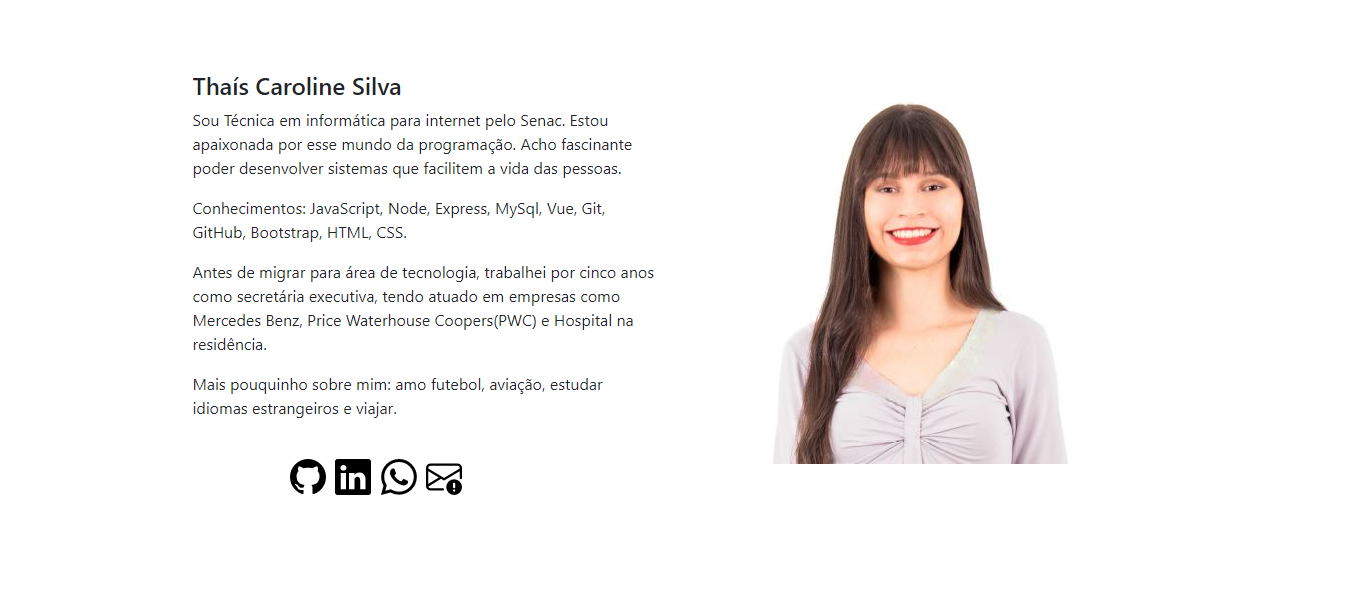 Thaís Caroline Silva
Sou Técnica em informática para internet pelo Senac. Estou
apaixonada por esse mundo da programação. Acho fascinante
poder desenvolver sistemas que facilitem a vida das pessoas.
Conhecimentos: JavaScript, Node, Express, MySql, Vue, Git,
GitHub, Bootstrap, HTML, CSS.
Antes de migrar para área de tecnologia, trabalhei por cinco anos
como secretária executiva, tendo atuado em empresas como
Mercedes Benz, Price Waterhouse Coopers(PWC) e Hospital na
residência.
Mais pouquinho sobre mim: amo futebol, aviação, estudar
idiomas estrangeiros e viajar.
in